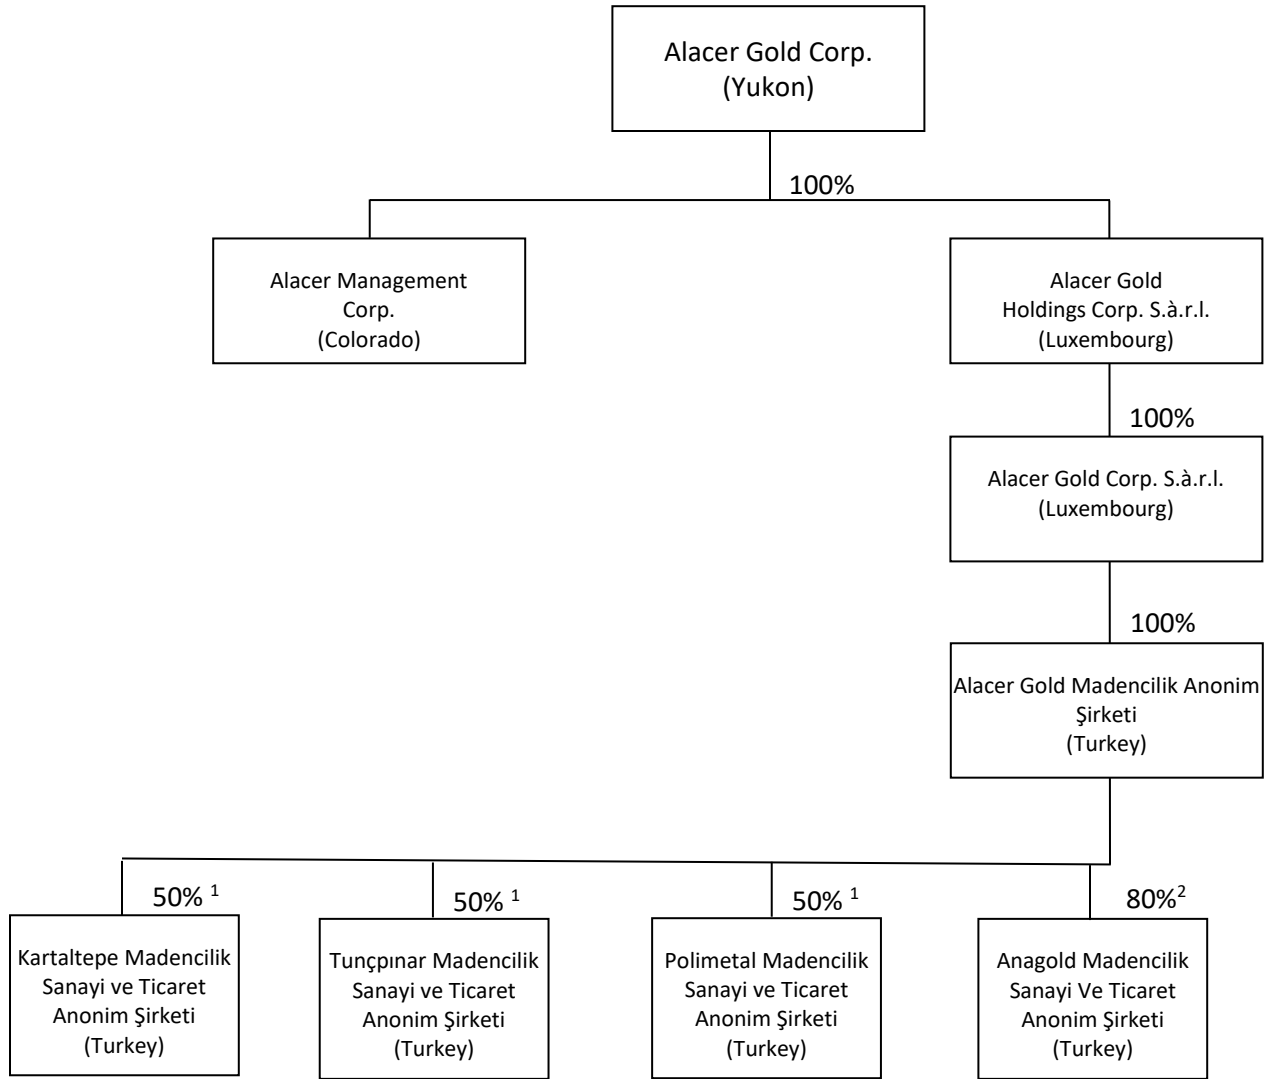 Alacer Gold Corp.
(Yukon)
100%
Alacer Management
Corp.
(Colorado)
Alacer Gold
Holdings Corp. S.à.r.l.
(Luxembourg)
100%
Alacer Gold Corp. S.à.r.l.
(Luxembourg)
100%
Alacer Gold Madencilik Anonim
Şirketi
(Turkey)
50% ¹
Kartaltepe Madencilik
Sanayi ve Ticaret
Anonim Şirketi
(Turkey)
50% ¹
Tunçpınar Madencilik
Sanayi ve Ticaret
Anonim Şirketi
(Turkey)
50% ¹
Polimetal Madencilik
Sanayi ve Ticaret
Anonim Şirketi
(Turkey)
80%²
Anagold Madencilik
Sanayi Ve Ticaret
Anonim Şirketi
(Turkey)